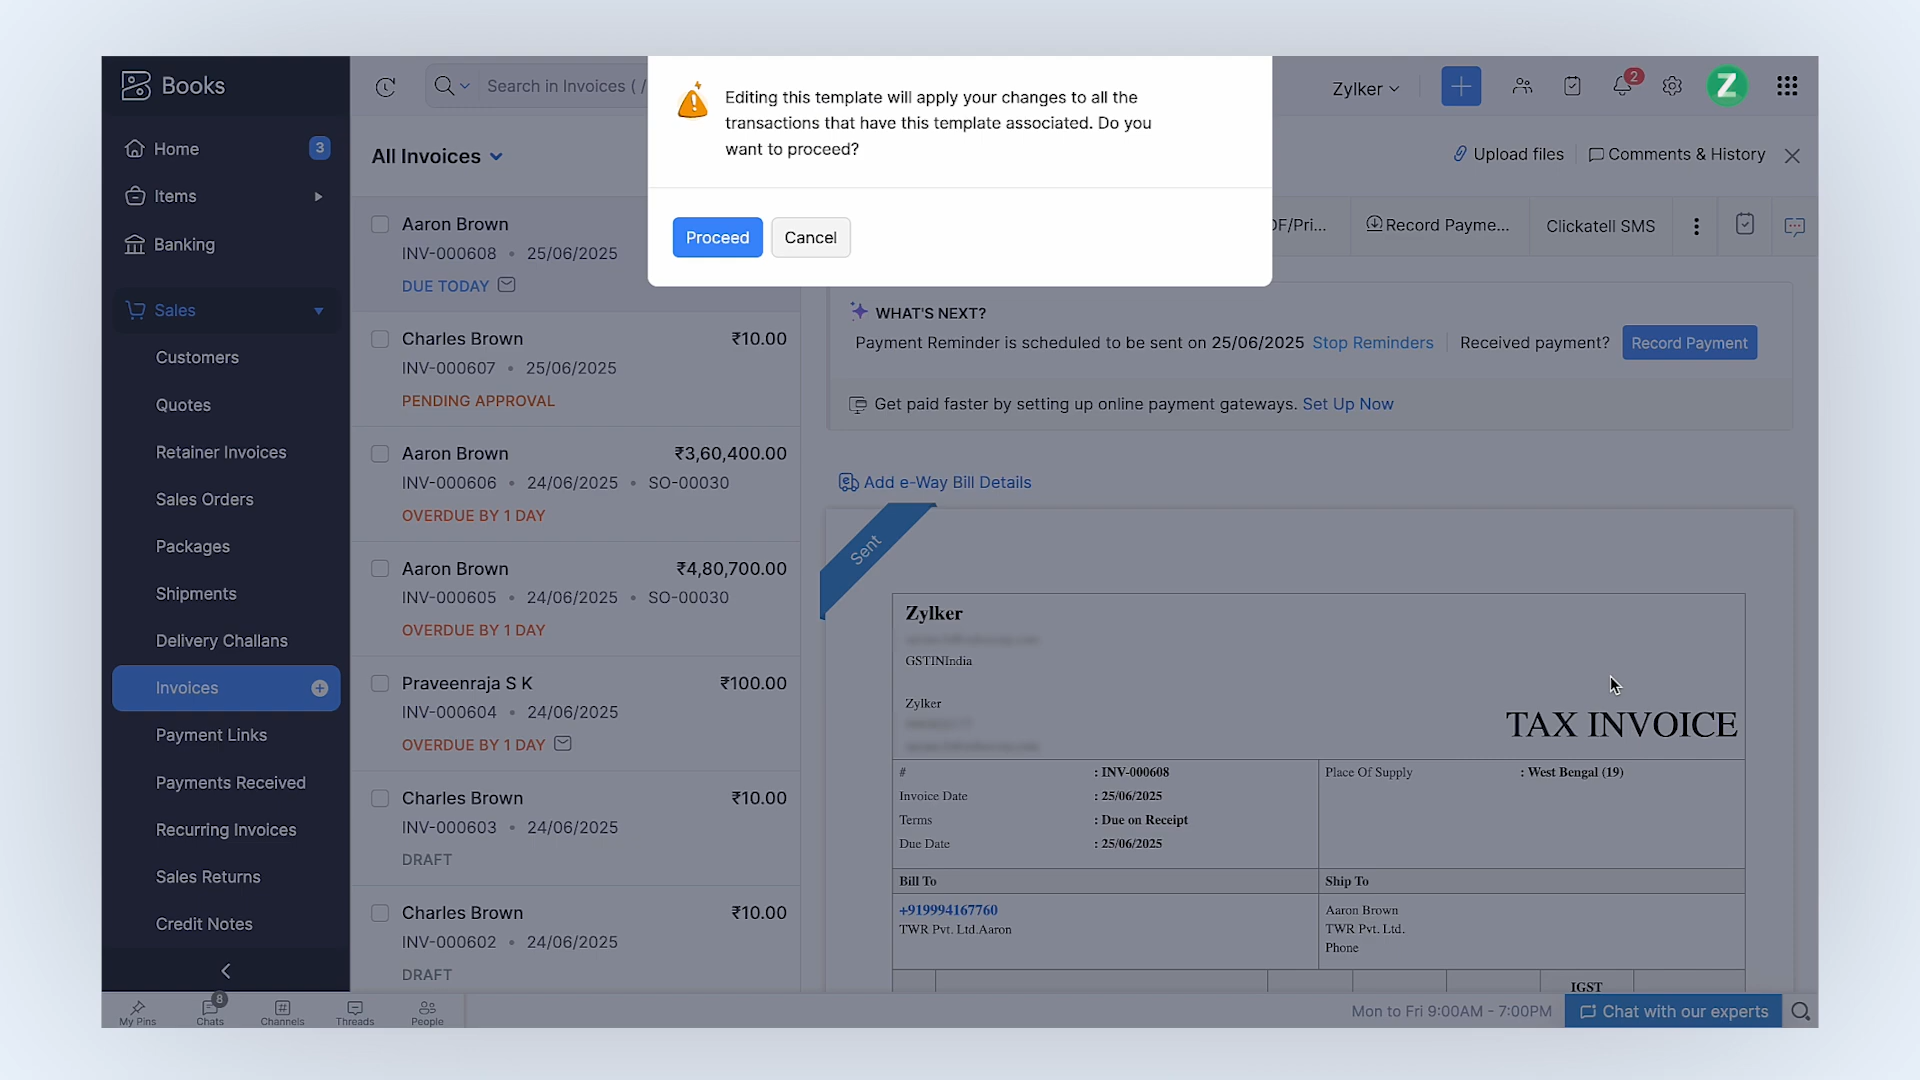 Books
Home 3
Items
Banking
Sales
Customers
Quotes
Retainer Invoices
Sales Orders
Packages
Shipments
Delivery Challans
Invoices
Payment Links
Payments Received
Recurring Invoices
Sales Returns
Credit Notes
Search in Invoices ( /
Zylker
2
Z
Editing this template will apply your changes to all the
transactions that have this template associated. Do you
want to proceed?
Proceed Cancel
All Invoices
Upload files Comments & History
Aaron Brown
INV-000608 • 25/06/2025
DUE TODAY
Charles Brown ₹10.00
INV-000607 • 25/06/2025
PENDING APPROVAL
Aaron Brown ₹3,60,400.00
INV-000606 • 24/06/2025 • SO-00030
OVERDUE BY 1 DAY
Aaron Brown ₹4,80,700.00
INV-000605 • 24/06/2025 • SO-00030
OVERDUE BY 1 DAY
Praveenraja S K ₹100.00
INV-000604 • 24/06/2025
OVERDUE BY 1 DAY
Charles Brown ₹10.00
INV-000603 • 24/06/2025
DRAFT
Charles Brown ₹10.00
INV-000602 • 24/06/2025
DRAFT
DF/Pri... Record Payme... Clickatell SMS
WHAT'S NEXT?
Payment Reminder is scheduled to be sent on 25/06/2025 Stop Reminders Received payment? Record Payment
Get paid faster by setting up online payment gateways. Set Up Now
Add e-Way Bill Details
Sent
Zylker
GSTINIndia
Zylker
TAX INVOICE
# : INV-000608 Place Of Supply : West Bengal (19)
Invoice Date : 25/06/2025
Terms : Due on Receipt
Due Date : 25/06/2025
Bill To Ship To
+919994167760 Aaron Brown
TWR Pvt. Ltd.Aaron TWR Pvt. Ltd.
Phone
IGST
My Pins
8
Chats
Channels
Threads
People
Mon to Fri 9:00AM - 7:00PM Chat with our experts